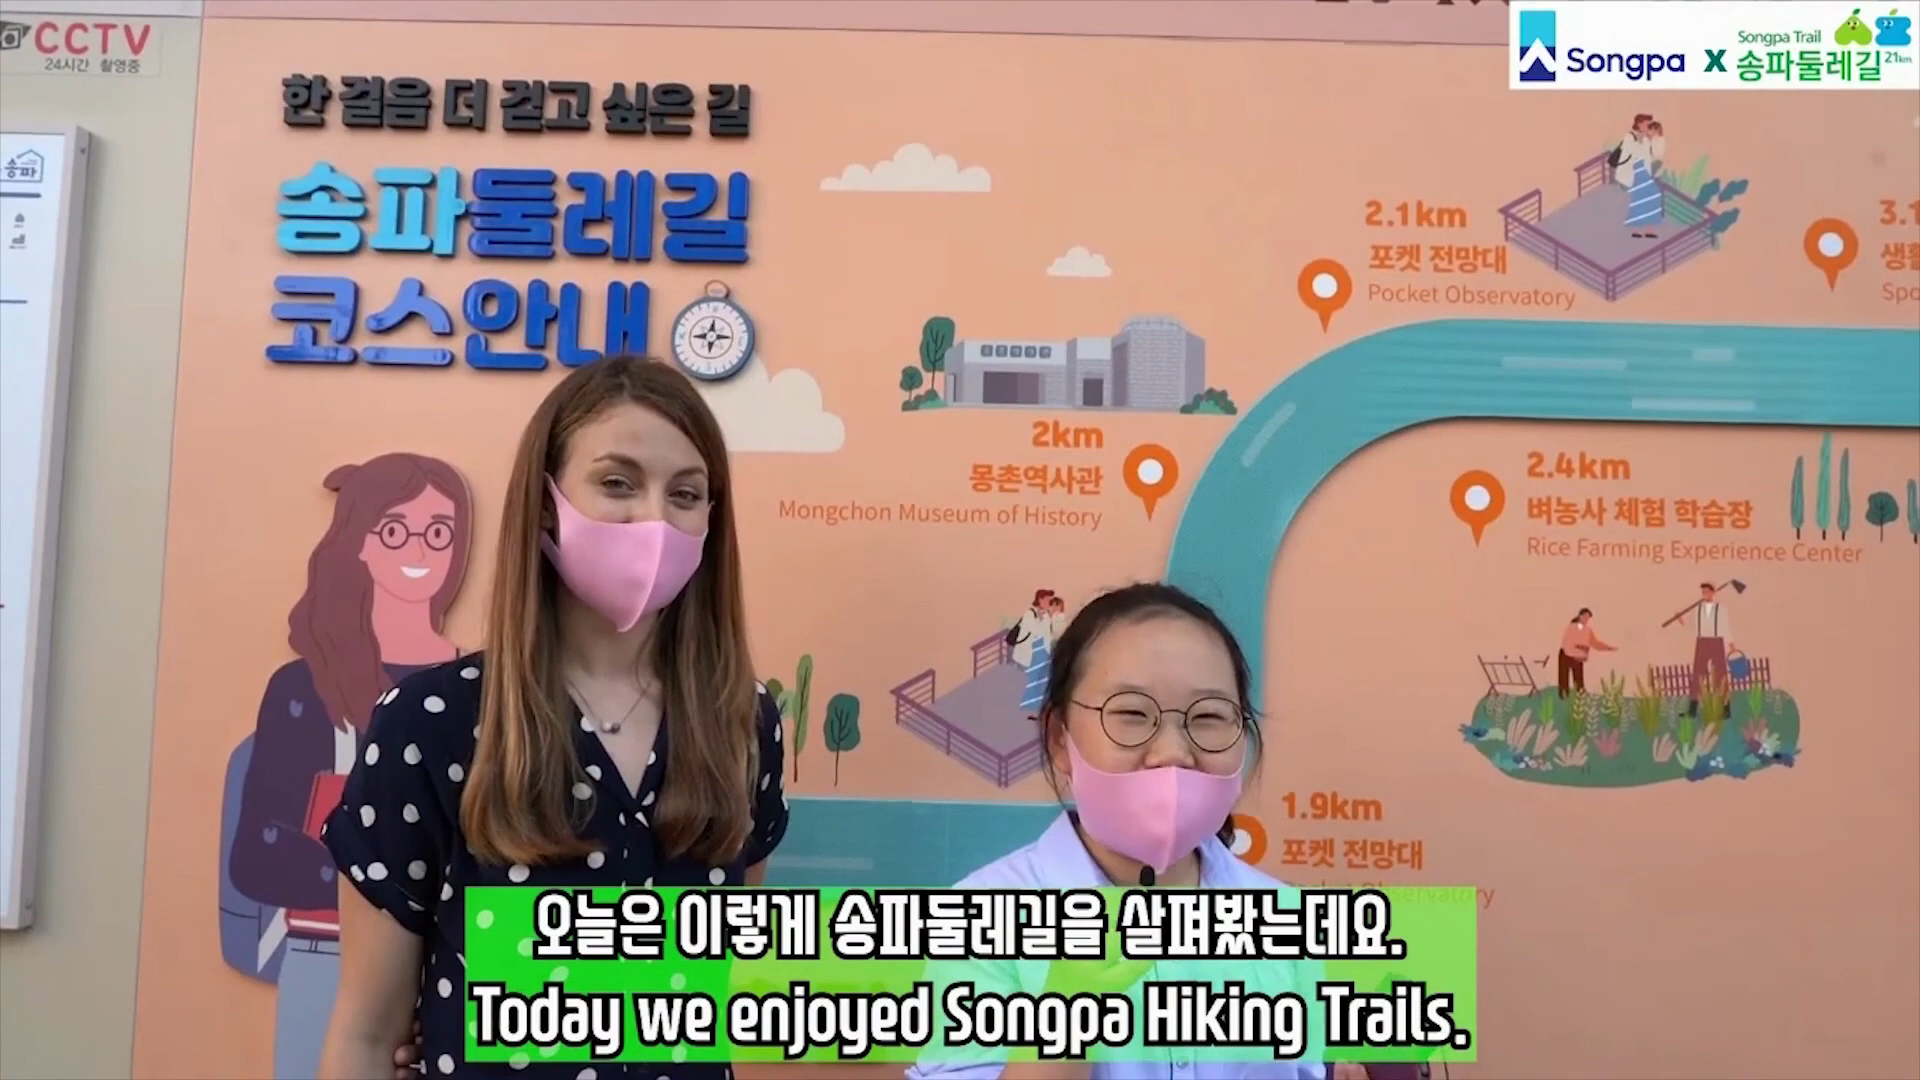 CCTV
24시간 촬영중
송파
Songpa X Songpa Trail
송파둘레길 21km
한 걸음 더 걷고 싶은 길
송파둘레길
코스안내
2.1km
포켓 전망대
Pocket Observatory
2km
몽촌역사관
Mongchon Museum of History
2.4km
벼농사 체험 학습장
Rice Farming Experience Center
1.9km
포켓 전망대
오늘은 이렇게 송파둘레길을 살펴봤는데요.
Today we enjoyed Songpa Hiking Trails.